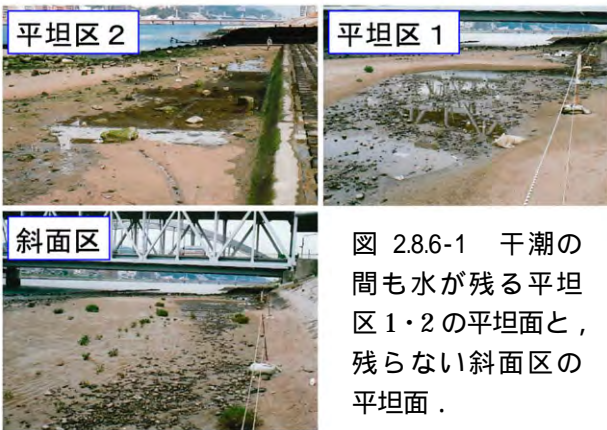 平坦区２
平坦区１
斜面区
図 2.8.6-1 干潮の
間も水が残る平坦
区 1・2 の平坦面と，
残らない斜面区の
平坦面．